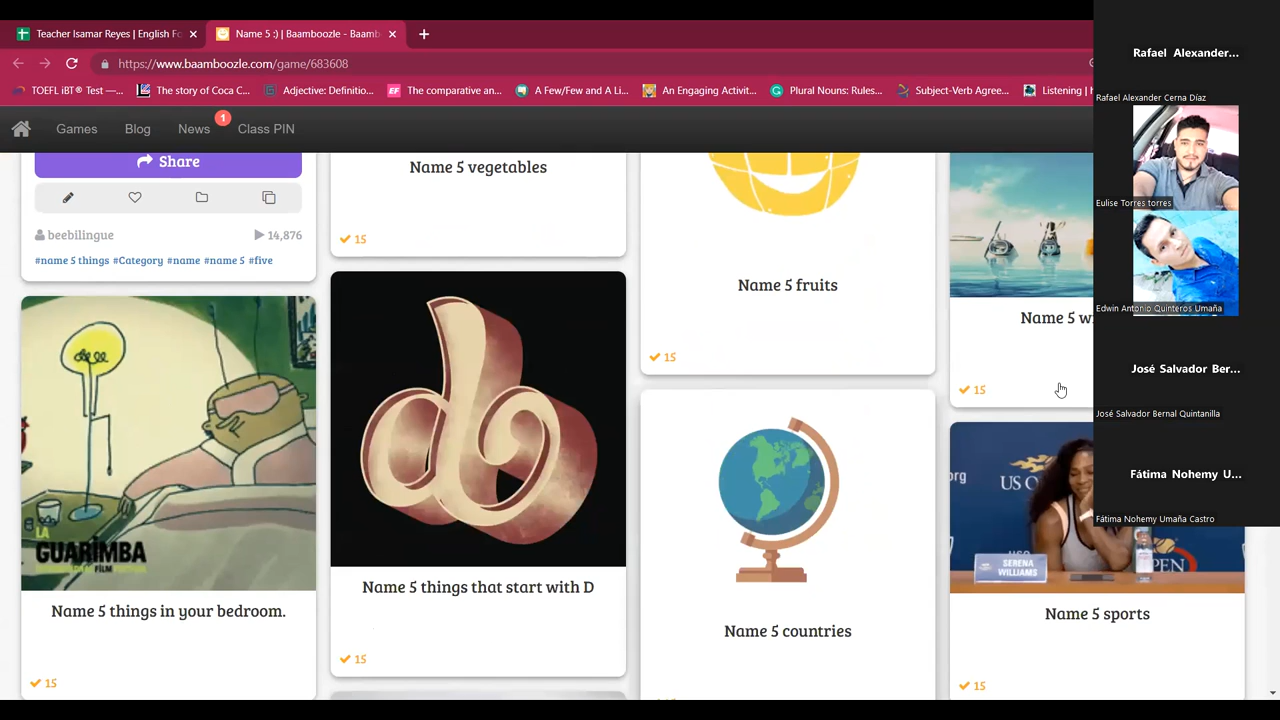 Teacher Isamar Reyes | English Fo
Name 5 :) | Baamboozle - Baamb
https://www.baamboozle.com/game/683608
TOEFL iBT® Test —...
The story of Coca C...
Adjective: Definitio...
EF
The comparative an...
A Few/Few and A Li...
An Engaging Activit...
Plural Nouns: Rules...
Subject-Verb Agree...
Listening | H
Games
Blog
News
1
Class PIN
Share
beebilingue
14,876
#name 5 things #Category #name #name 5 #five
LA
GUARIMBA
FILM
Name 5 things in your bedroom.
15
Name 5 vegetables
15
Name 5 things that start with D
15
Name 5 fruits
15
Name 5 countries
Name 5 w
15
org
US O
OPEN
SERENA
WILLIAMS
Name 5 sports
15
Rafael Alexander...
Rafael Alexander Cerna Díaz
Eulise Torres torres
Edwin Antonio Quinteros Umaña
José Salvador Ber...
José Salvador Bernal Quintanilla
Fátima Nohemy U...
Fátima Nohemy Umaña Castro